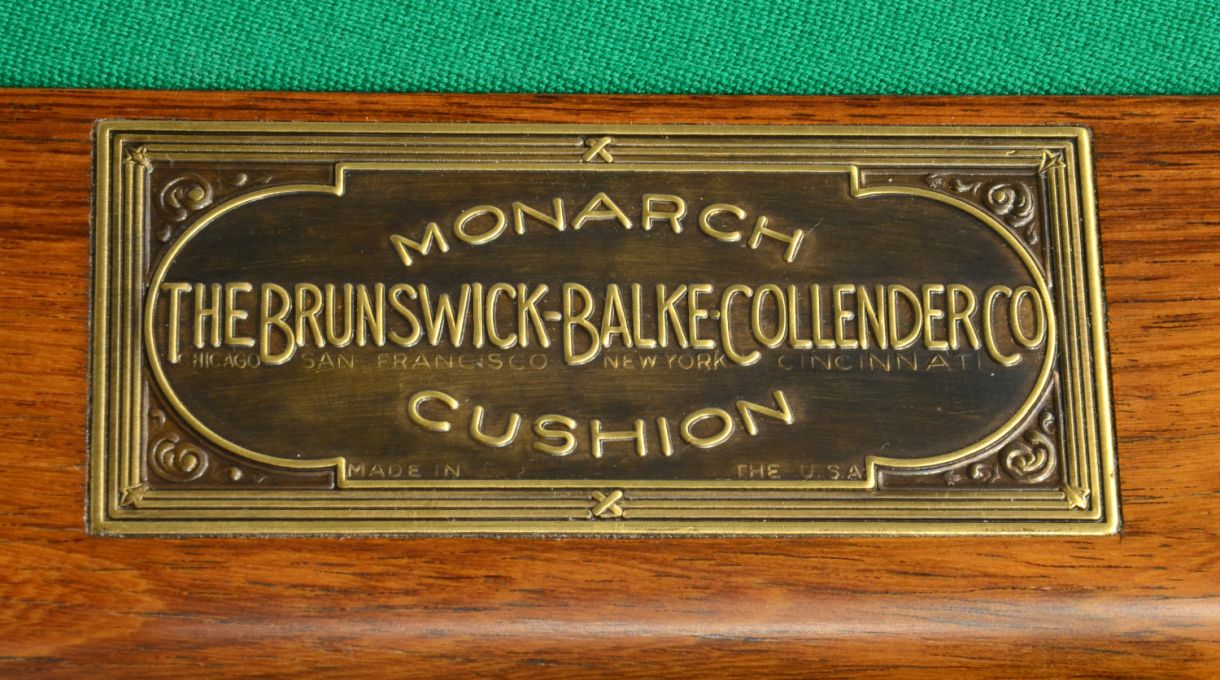 MONARCH
THE BRUNSWICK-BALKE-COLLENDER CO
CHICAGO SAN FRANCISCO NEW YORK CINCINNATI
CUSHION
MADE IN THE U.S.A